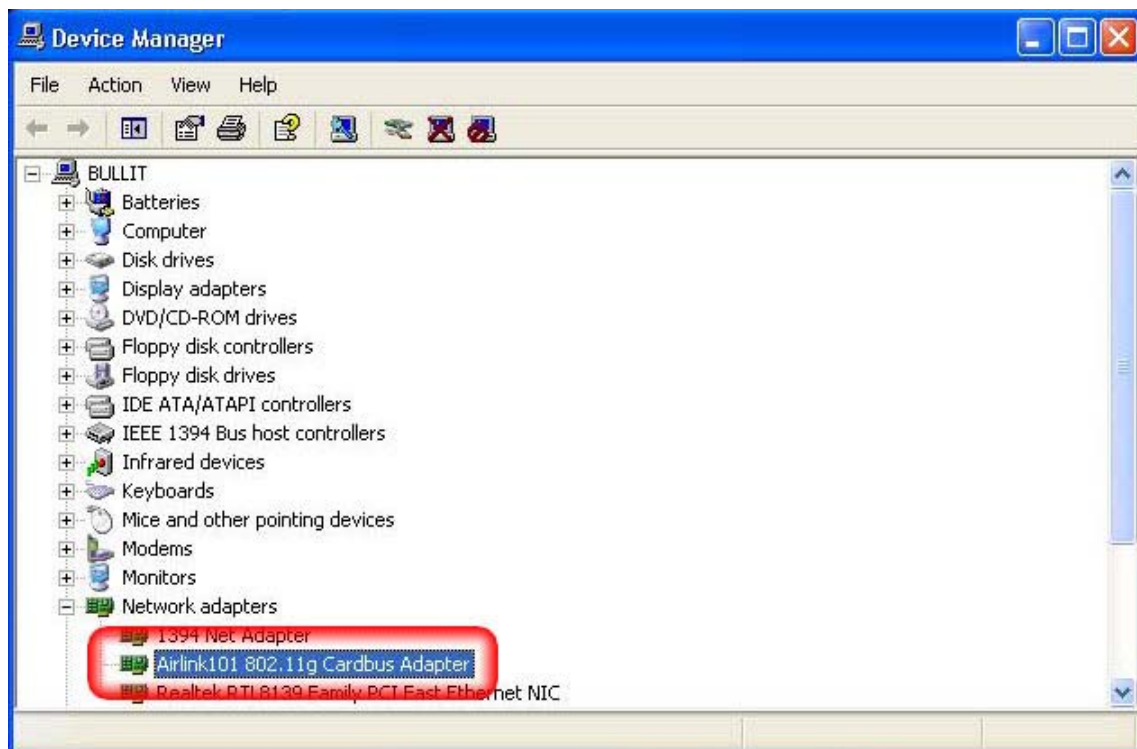 Device Manager
File Action View Help
BULLIT
Batteries
Computer
Disk drives
Display adapters
DVD/CD-ROM drives
Floppy disk controllers
Floppy disk drives
IDE ATA/ATAPI controllers
IEEE 1394 Bus host controllers
Infrared devices
Keyboards
Mice and other pointing devices
Modems
Monitors
Network adapters
1394 Net Adapter
Airlink101 802.11g Cardbus Adapter
Realtek RTL8139 Family PCI Fast Ethernet NIC